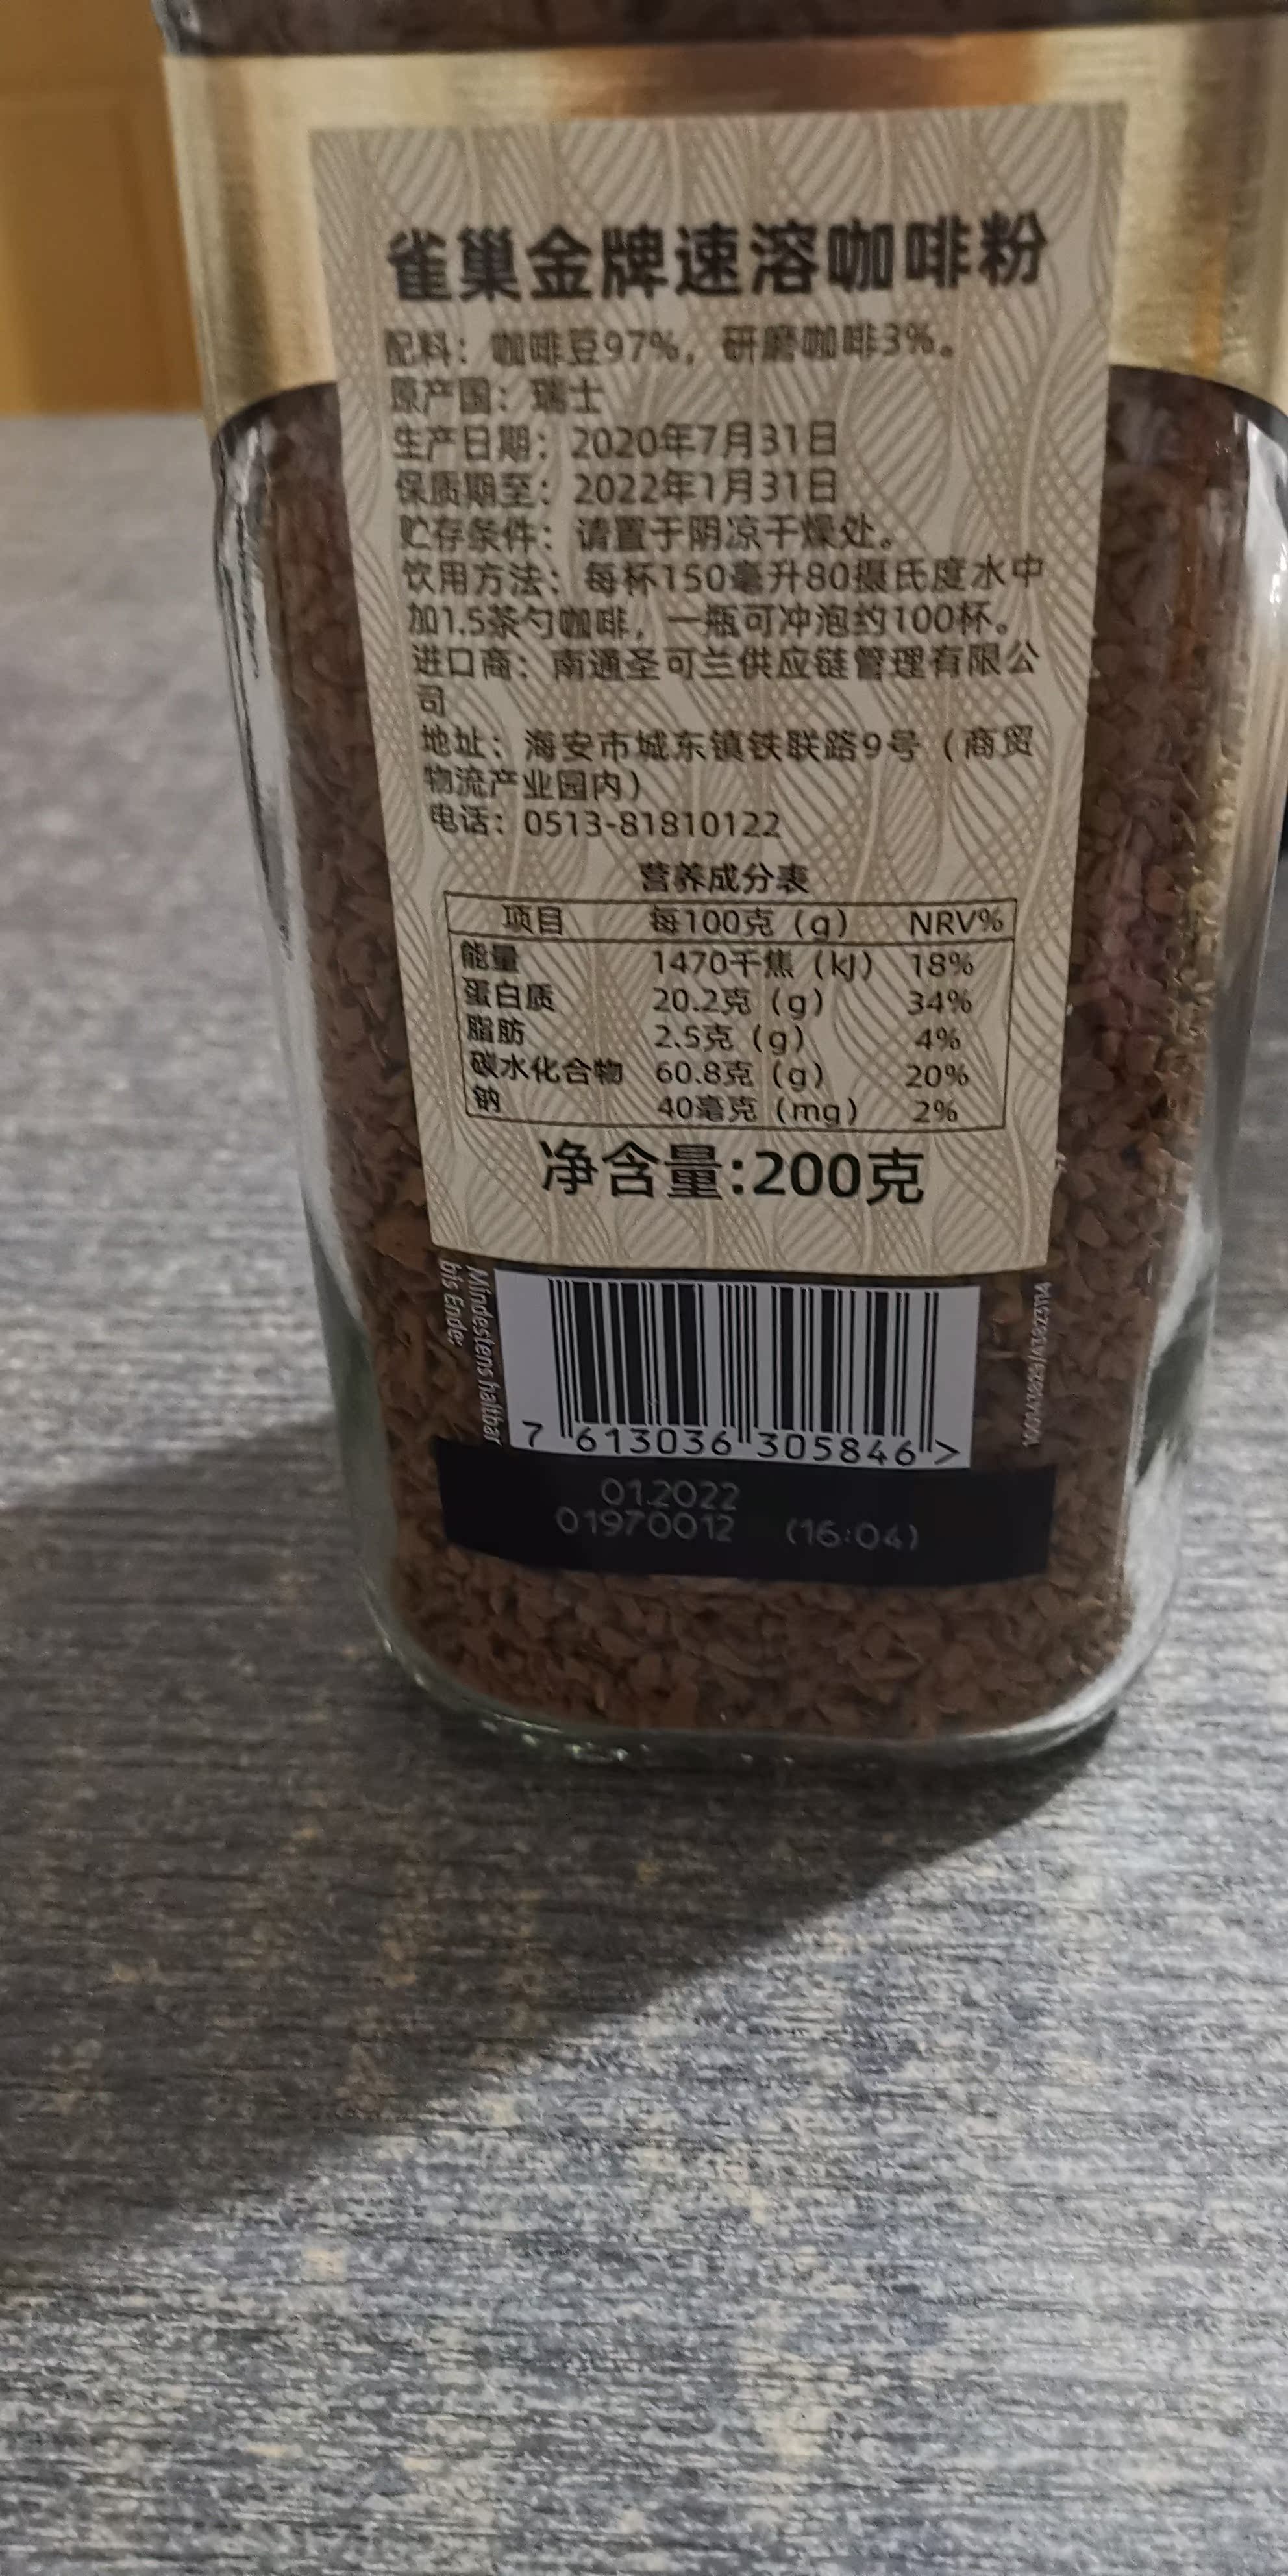 雀巢金牌速溶咖啡粉
配料：咖啡豆97%，研磨咖啡3%。
原产国：瑞士
生产日期：2020年7月31日
保质期至：2022年1月31日
贮存条件：请置于阴凉干燥处。
饮用方法：每杯150毫升80摄氏度水中
加1.5茶勺咖啡，一瓶可冲泡约100杯。
进口商：南通圣可兰供应链管理有限公
司
地址：海安市城东镇铁联路9号（商贸
物流产业园内）
电话：0513-81810122
营养成分表
项目 每100克（g） NRV%
能量 1470千焦（kJ） 18%
蛋白质 20.2克（g） 34%
脂肪 2.5克（g） 4%
碳水化合物 60.8克（g） 20%
钠 40毫克（mg） 2%
净含量:200克
Mindestens haltbar
bis Ende:
7 613036 305846 >
01.2022
01970012 (16:04)